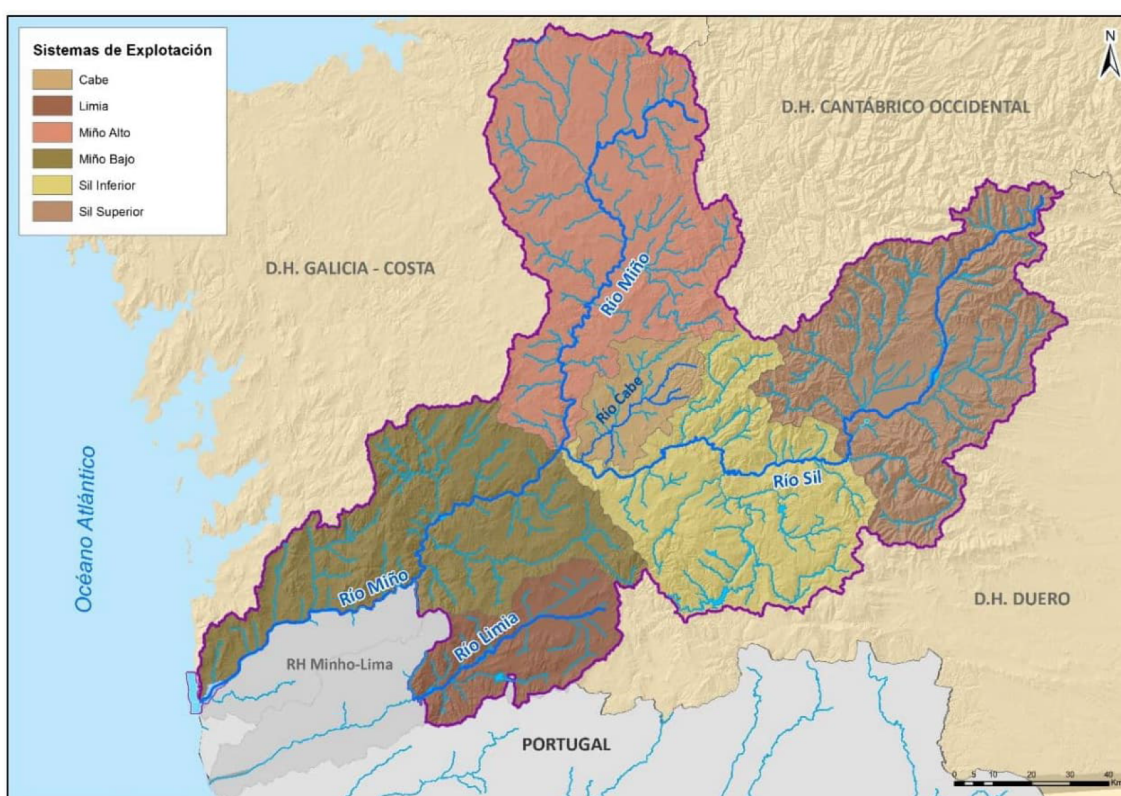 Sistemas de Explotación
Cabe
Limia
Miño Alto
Miño Bajo
Sil Inferior
Sil Superior
N
D.H. CANTÁBRICO OCCIDENTAL
D.H. GALICIA - COSTA
Río Miño
Río Cabe
Río Sil
Océano Atlántico
Río Miño
Río Limia
D.H. DUERO
RH Minho-Lima
PORTUGAL
0 5 10 20 30 40
Km